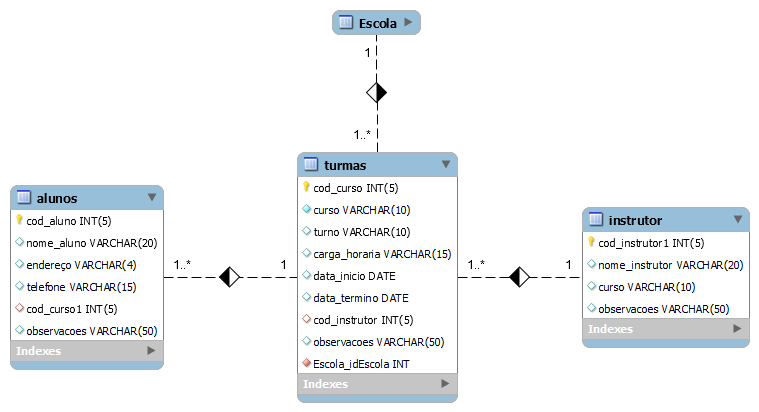 Escola
1
1..*
turmas
cod_curso INT(5)
curso VARCHAR(10)
turno VARCHAR(10)
carga_horaria VARCHAR(15)
data_inicio DATE
data_termino DATE
cod_instrutor INT(5)
observacoes VARCHAR(50)
Escola_idEscola INT
Indexes
alunos
cod_aluno INT(5)
nome_aluno VARCHAR(20)
endereço VARCHAR(4)
telefone VARCHAR(15)
cod_curso1 INT(5)
observacoes VARCHAR(50)
Indexes
1..*
1
1..*
1
instrutor
cod_instrutor1 INT(5)
nome_instrutor VARCHAR(20)
curso VARCHAR(10)
observacoes VARCHAR(50)
Indexes